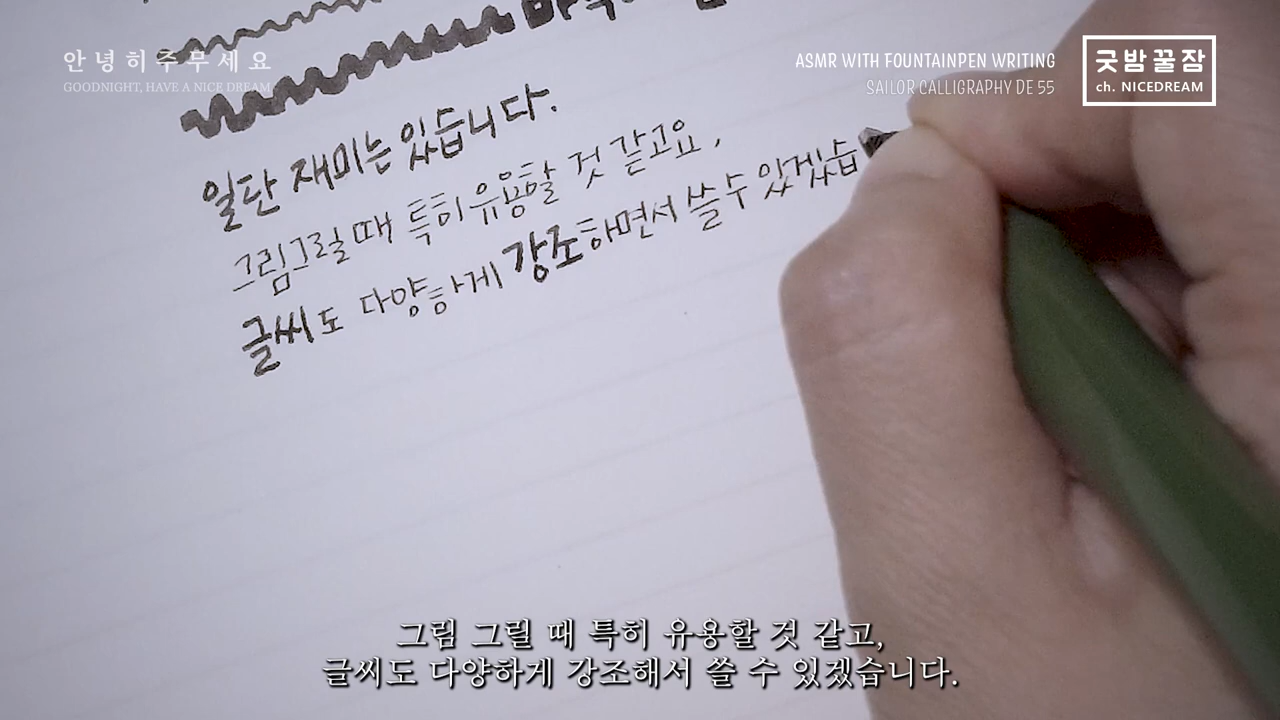 안녕히주무세요
GOODNIGHT, HAVE A NICE DREAM
ASMR WITH FOUNTAINPEN WRITING
SAILOR CALLIGRAPHY DE 55
굿밤꿀잠
ch. NICEDREAM
일단 재미는 있습니다.
그림그릴때 특히 유용할 것 같고요,
글씨도 다양하게 강조하면서 쓸 수 있겠습
그림 그릴 때 특히 유용할 것 같고,
글씨도 다양하게 강조해서 쓸 수 있겠습니다.